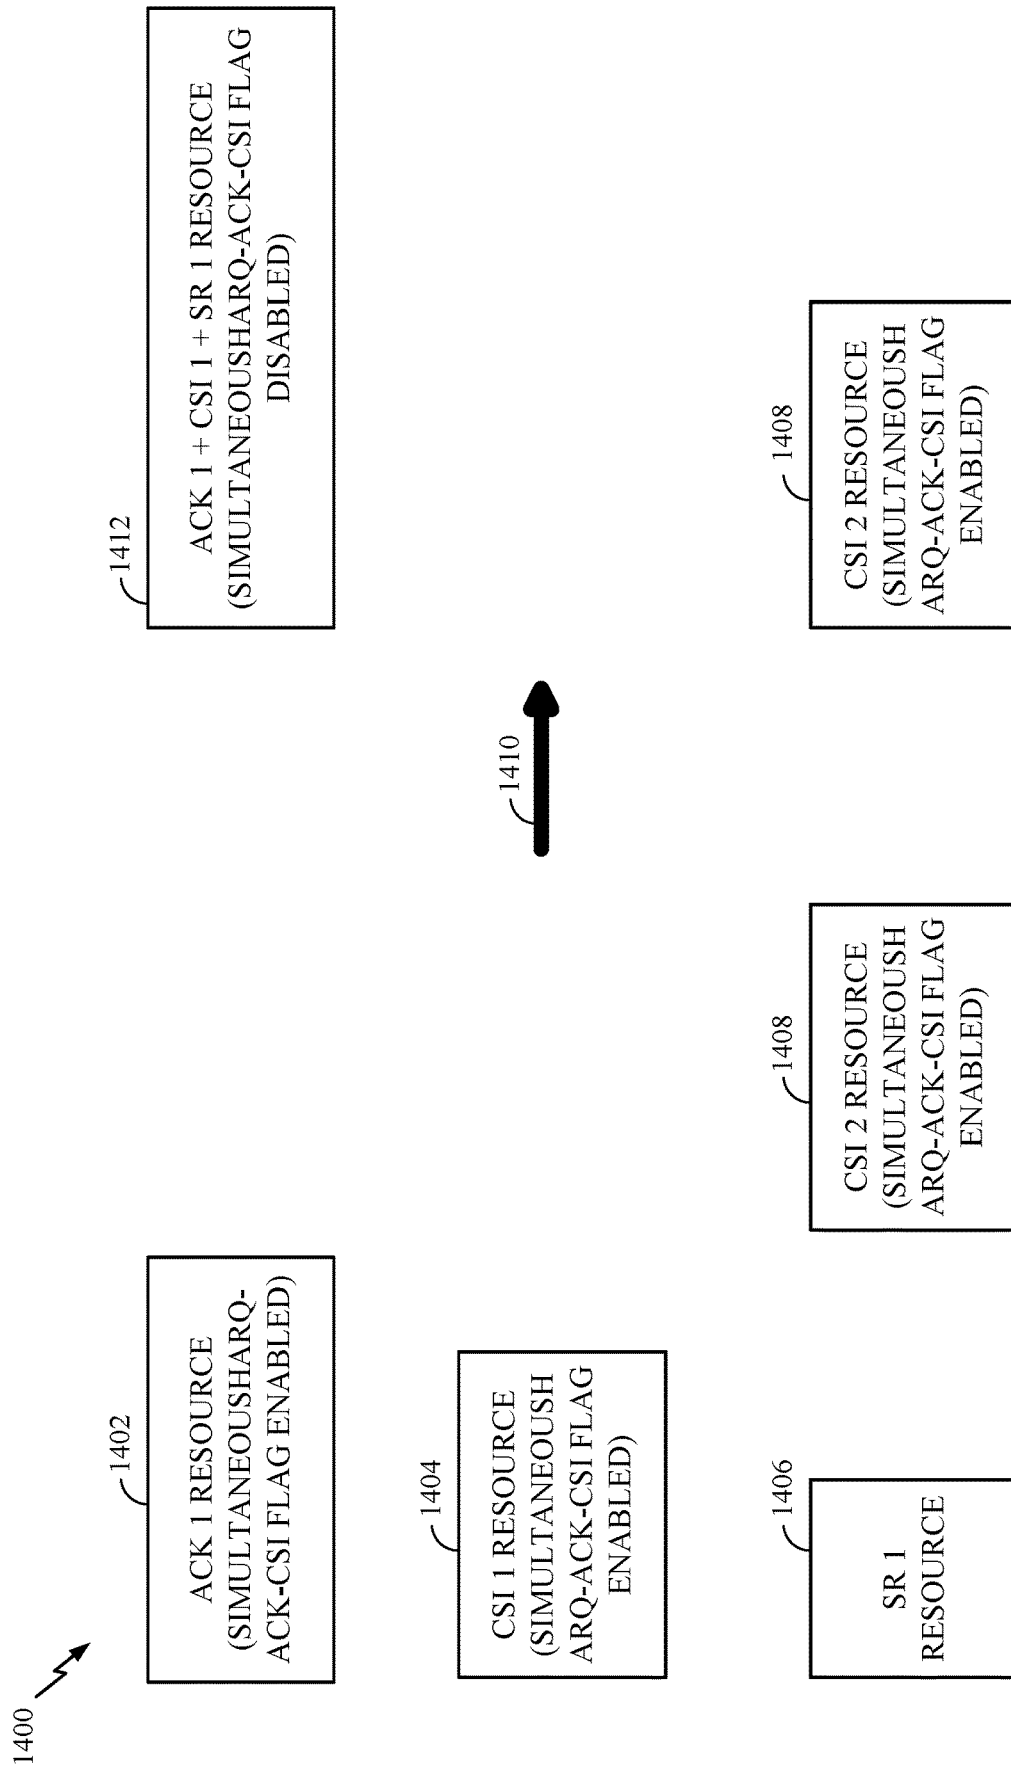 1400
1402
ACK 1 RESOURCE
(SIMULTANEOUSHARQ-
ACK-CSI FLAG ENABLED)
1404
CSI 1 RESOURCE
(SIMULTANEOUSH
ARQ-ACK-CSI FLAG
ENABLED)
1406
SR 1
RESOURCE
1408
CSI 2 RESOURCE
(SIMULTANEOUSH
ARQ-ACK-CSI FLAG
ENABLED)
1410
1412
ACK 1 + CSI 1 + SR 1 RESOURCE
(SIMULTANEOUSHARQ-ACK-CSI FLAG
DISABLED)
1408
CSI 2 RESOURCE
(SIMULTANEOUSH
ARQ-ACK-CSI FLAG
ENABLED)